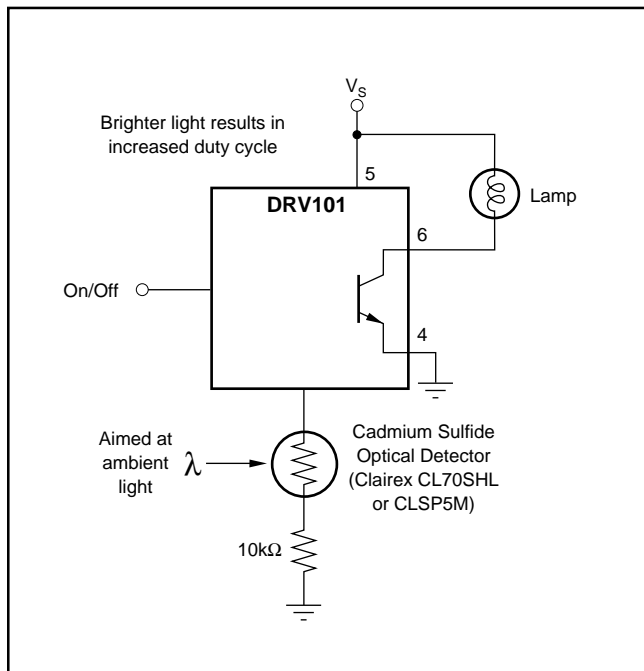 V_S
Brighter light results in
increased duty cycle
5
DRV101
Lamp
6
On/Off
4
Aimed at
ambient
light
λ
Cadmium Sulfide
Optical Detector
(Clairex CL70SHL
or CLSP5M)
10kΩ